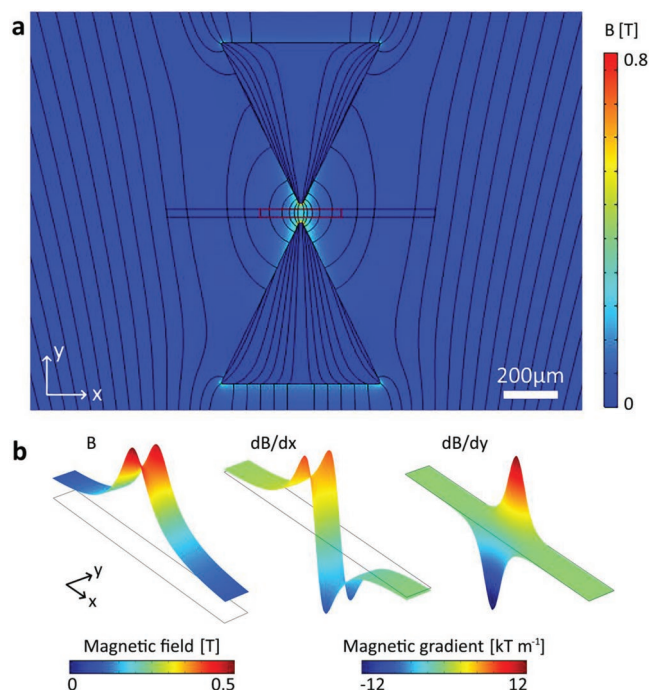 a
B [T]
0.8
0
y
x
200μm
b
B
dB/dx
dB/dy
y
x
Magnetic field [T]
0
0.5
Magnetic gradient [kT m⁻¹]
-12
12